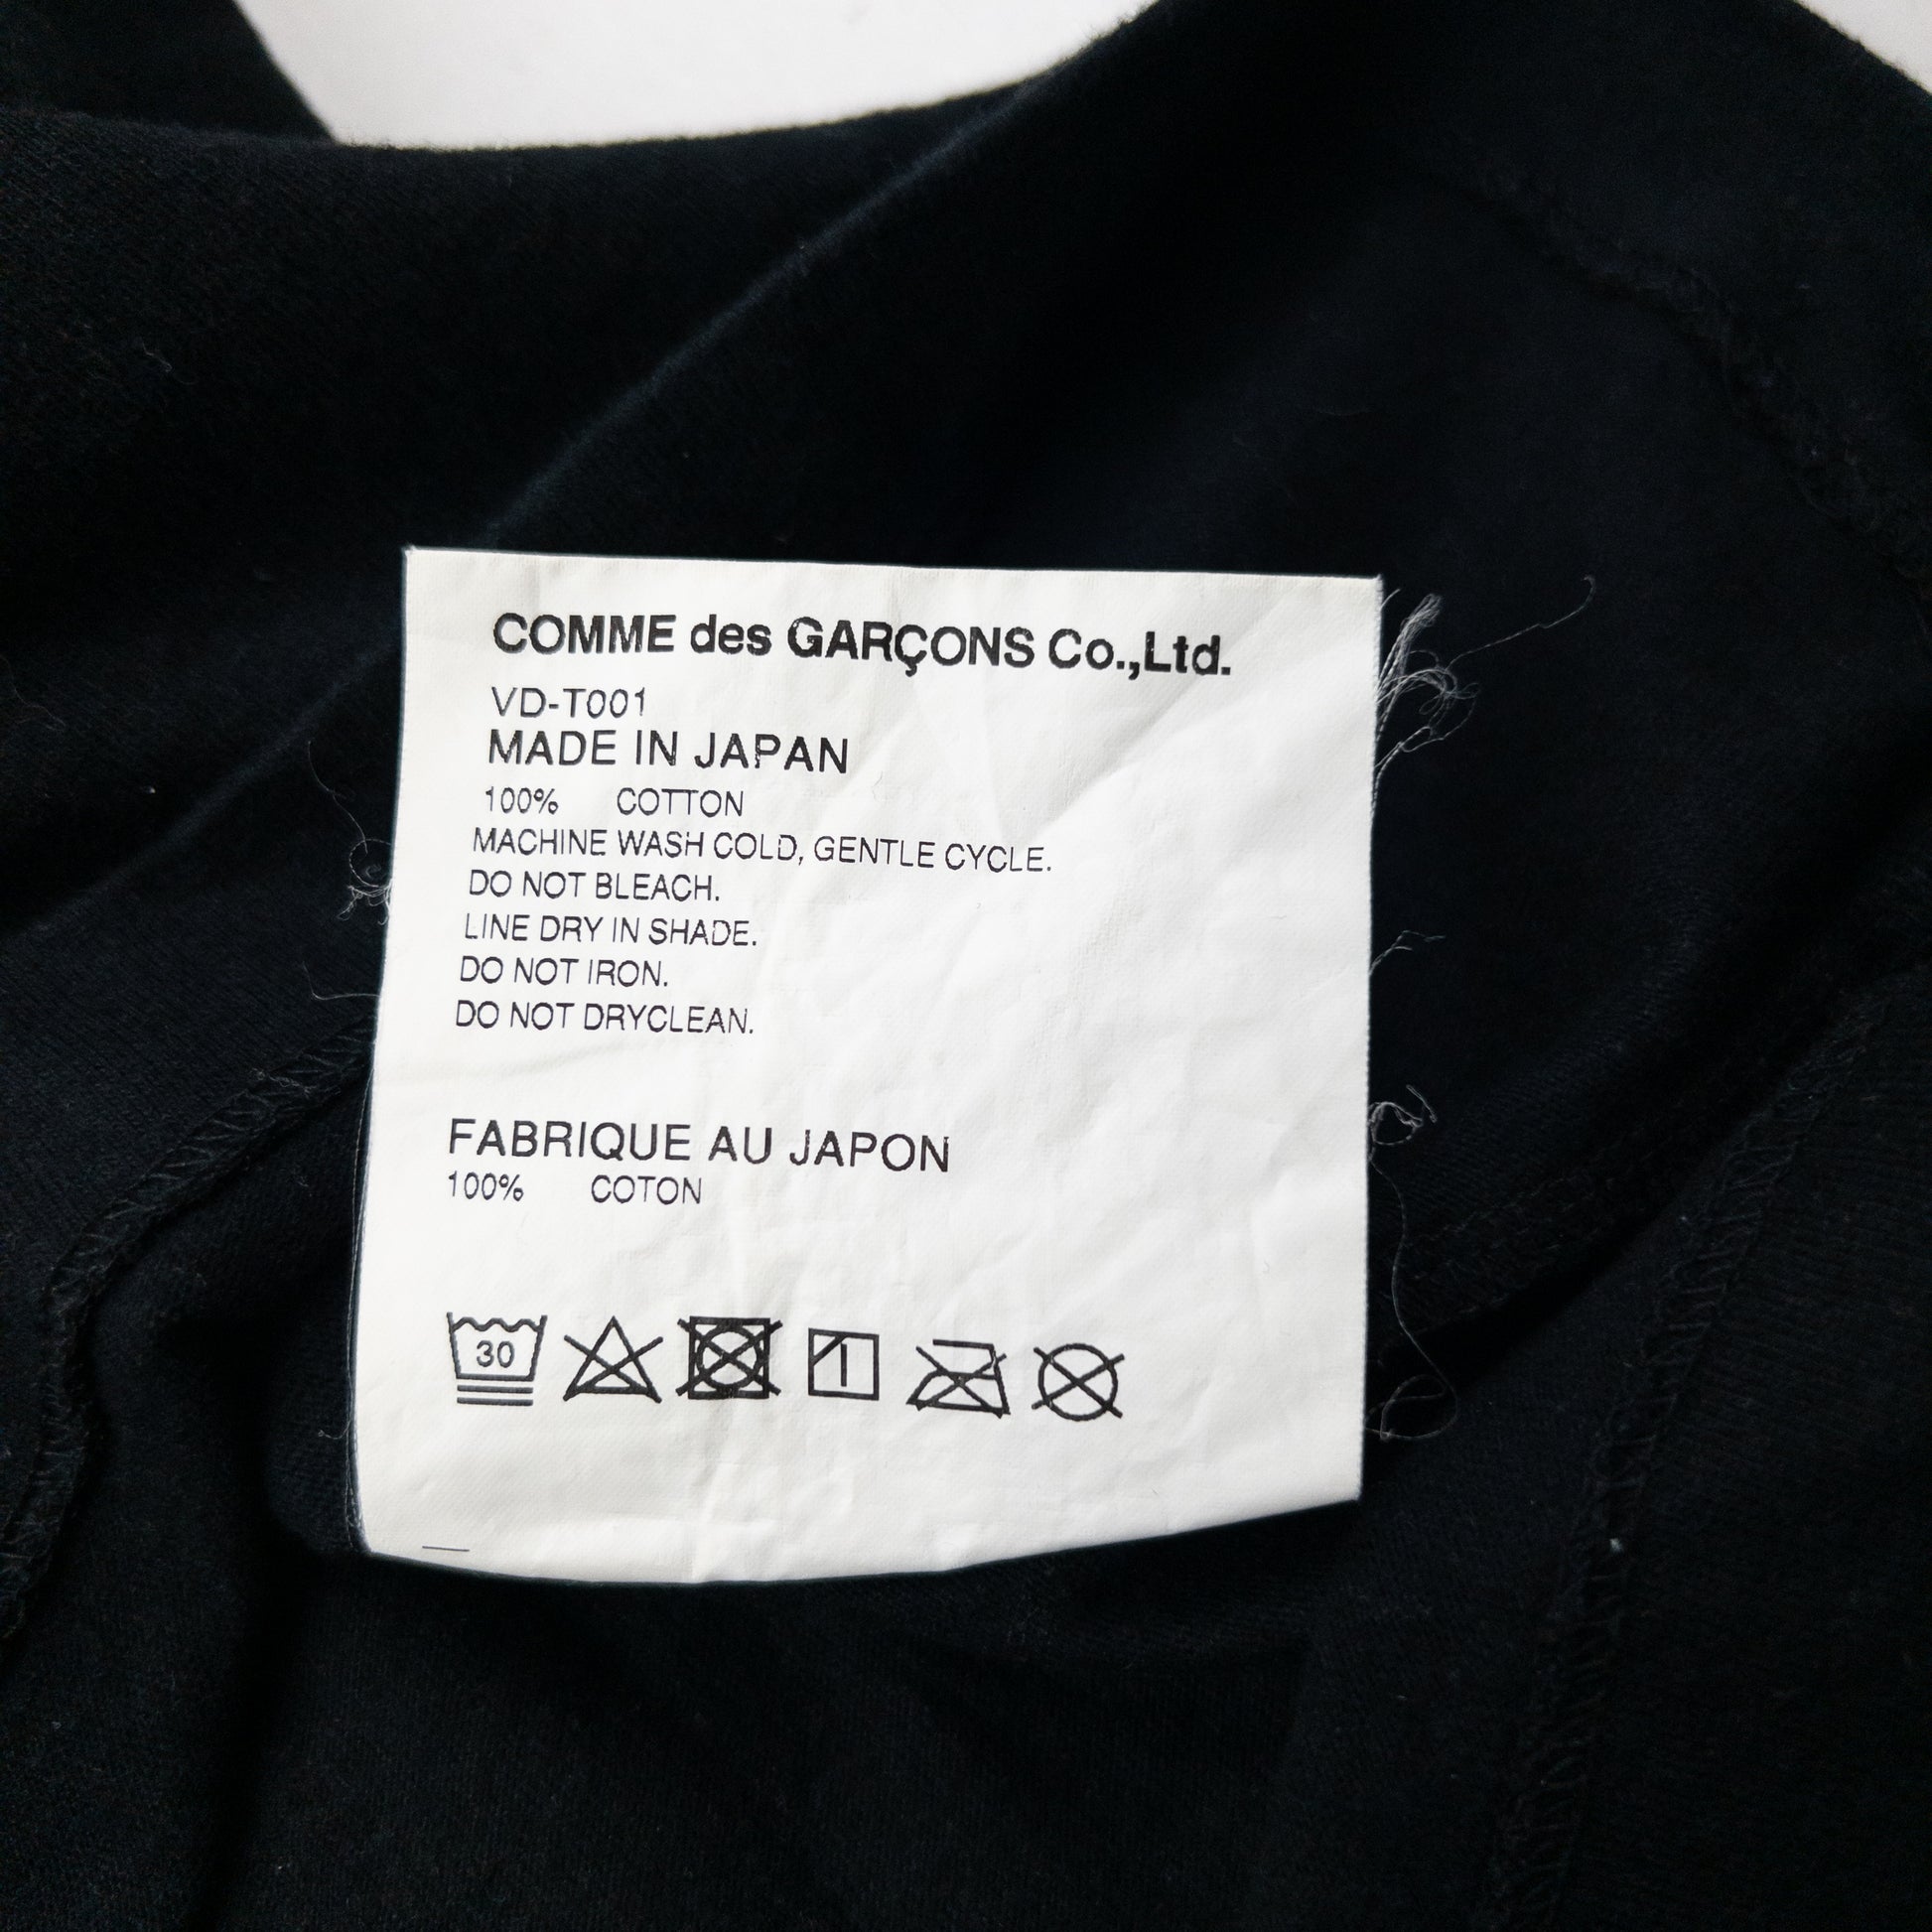 COMME des GARÇONS Co.,Ltd.
VD-T001
MADE IN JAPAN
100% COTTON
MACHINE WASH COLD, GENTLE CYCLE.
DO NOT BLEACH.
LINE DRY IN SHADE.
DO NOT IRON.
DO NOT DRYCLEAN.
FABRIQUE AU JAPON
100% COTON
30